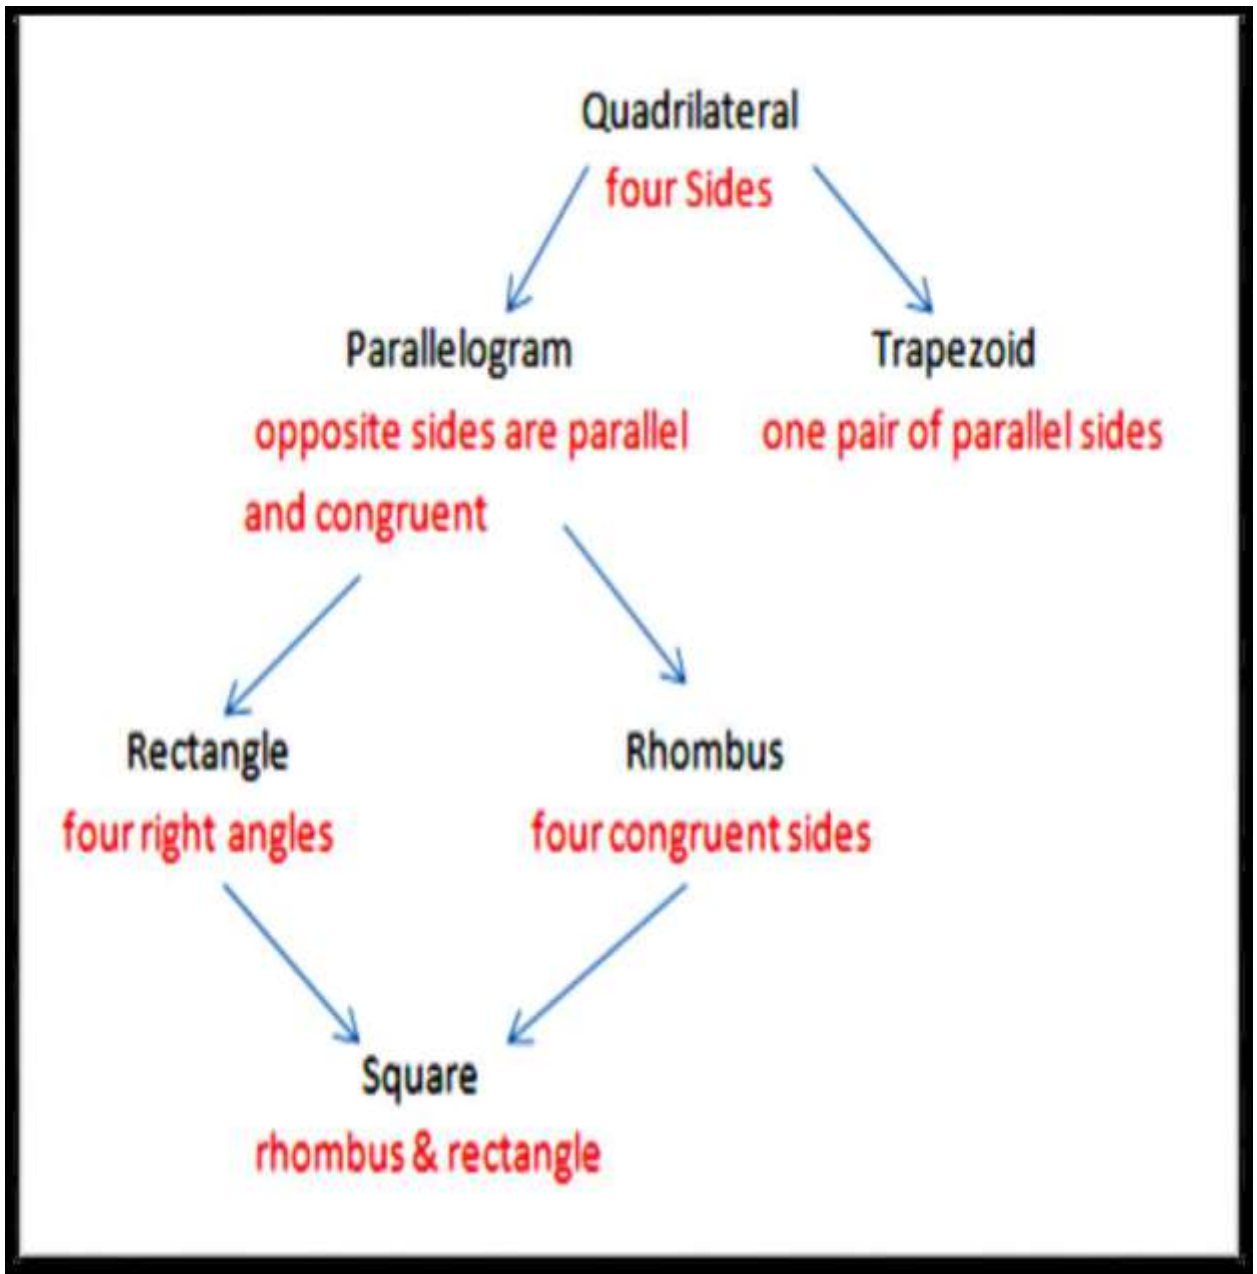 Quadrilateral
four Sides
Parallelogram
Trapezoid
opposite sides are parallel
and congruent
one pair of parallel sides
Rectangle
Rhombus
four right angles
four congruent sides
Square
rhombus & rectangle